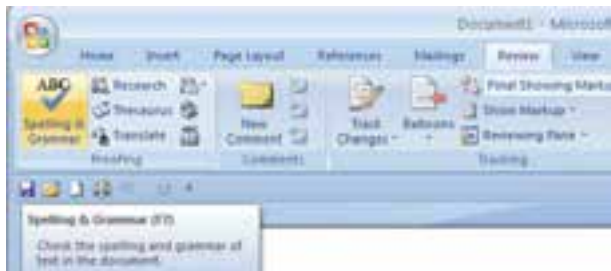 Document1 - Microsoft
Home Insert Page Layout References Mailings Review View
ABC Research Final Showing Markup
Spelling & Grammar Thesaurus New Comment Track Changes Balloons Show Markup
Translate Reviewing Pane
Proofing Comments Tracking
Spelling & Grammar (F7)
Check the spelling and grammar of
text in the document.